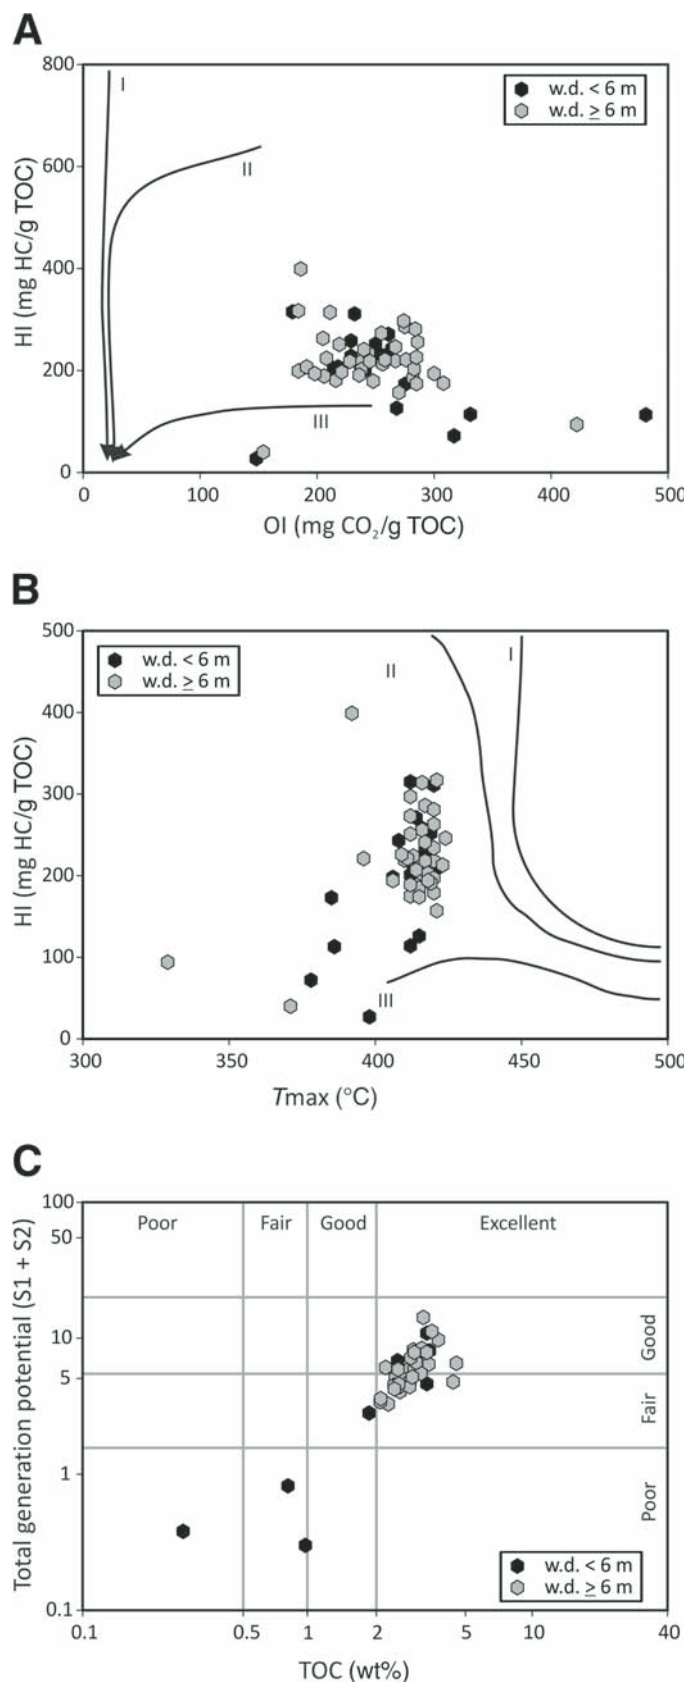 A
800
600
400
200
0
HI (mg HC/g TOC)
I
II
III
w.d. < 6 m
w.d. ≥ 6 m
0 100 200 300 400 500
OI (mg CO₂/g TOC)
B
500
400
300
200
100
0
HI (mg HC/g TOC)
w.d. < 6 m
w.d. ≥ 6 m
II
I
III
300 350 400 450 500
Tmax (°C)
C
100
50
10
5
1
0.1
Total generation potential (S1 + S2)
Poor Fair Good Excellent
Good
Fair
Poor
w.d. < 6 m
w.d. ≥ 6 m
0.1 0.5 1 2 5 10 40
TOC (wt%)